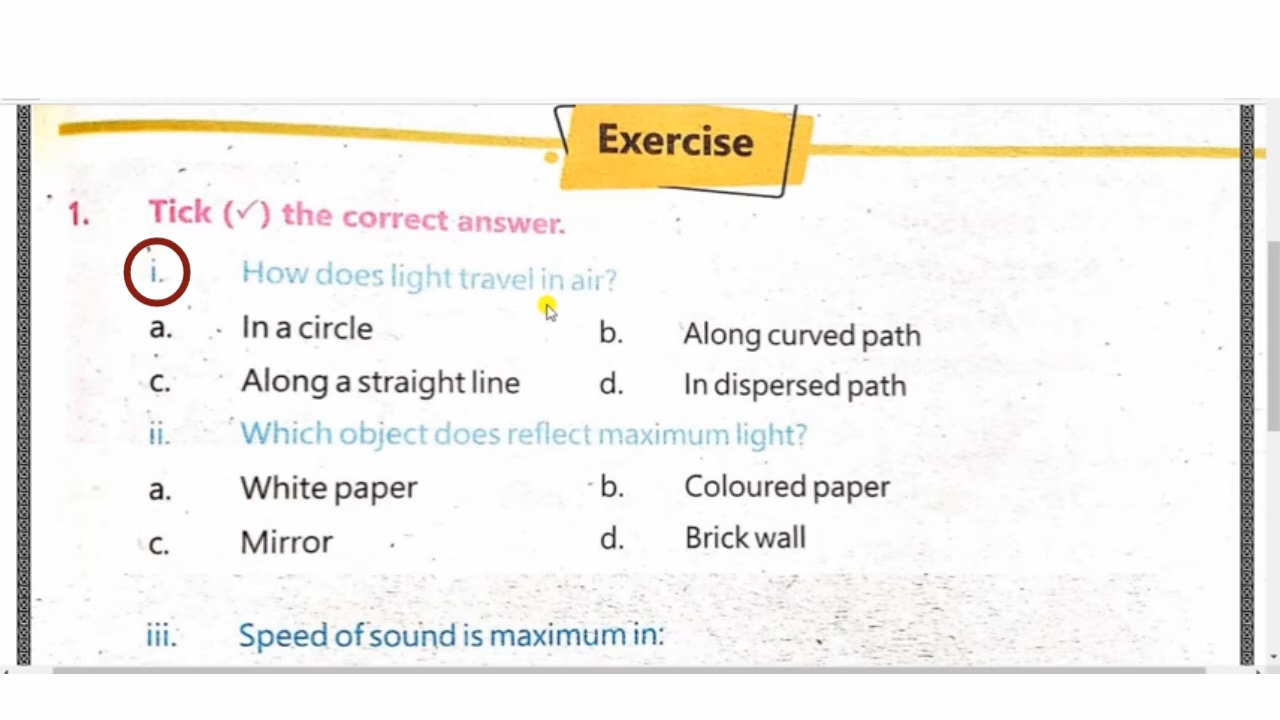 Exercise
1. Tick (✓) the correct answer.
i. How does light travel in air?
a. In a circle b. Along curved path
c. Along a straight line d. In dispersed path
ii. Which object does reflect maximum light?
a. White paper b. Coloured paper
c. Mirror d. Brick wall
iii. Speed of sound is maximum in: